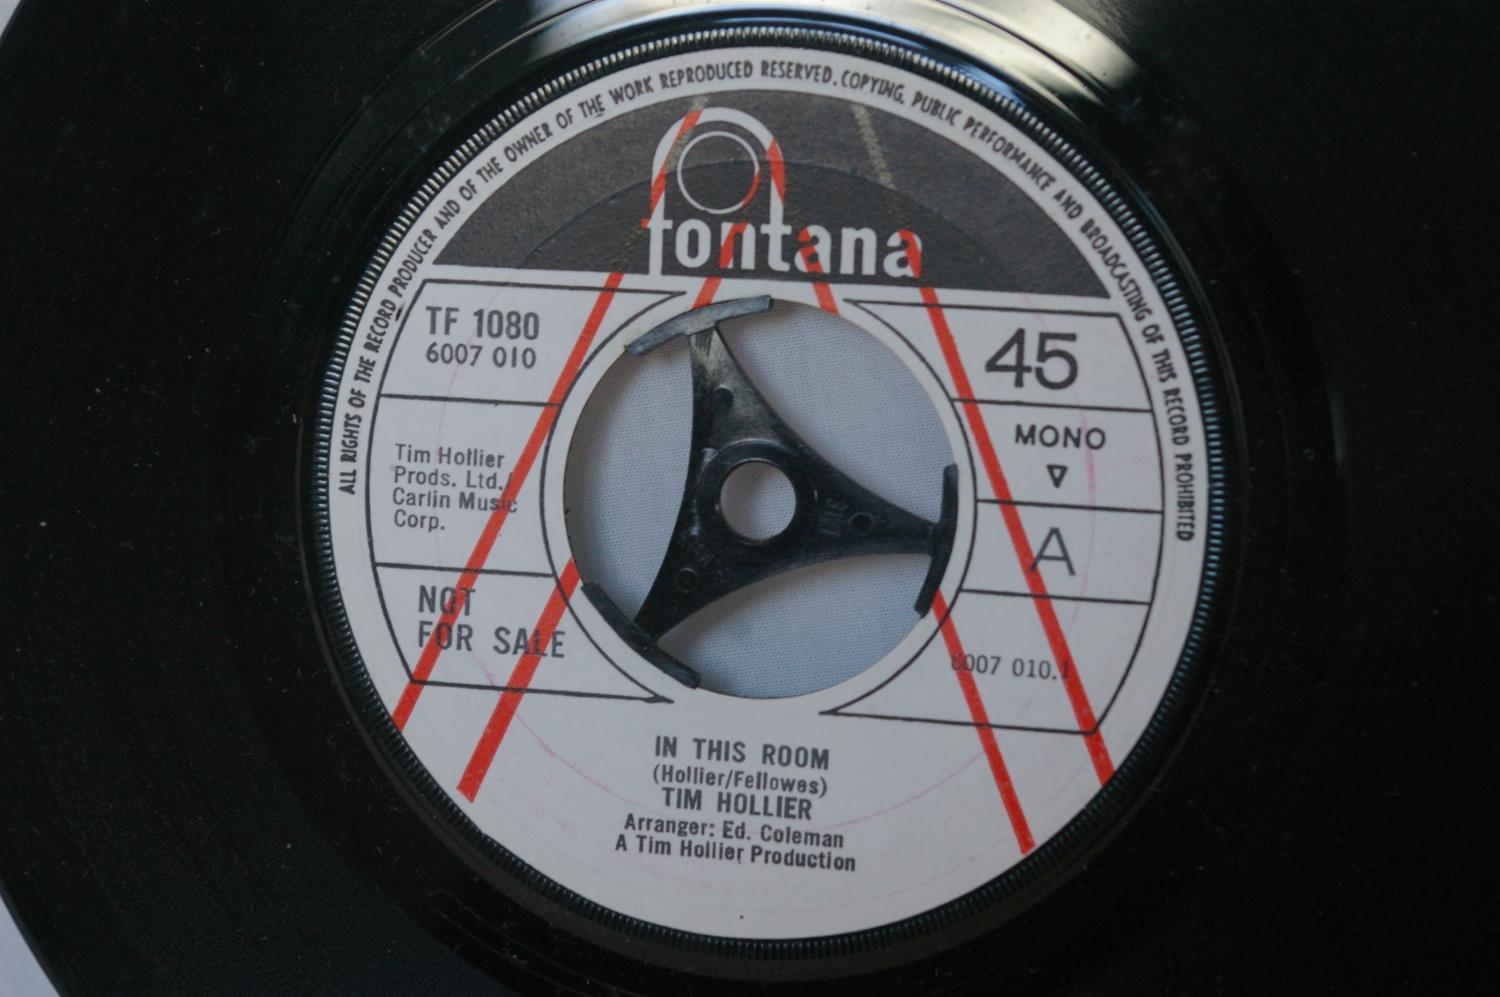 ALL RIGHTS OF THE RECORD PRODUCER AND OF THE OWNER OF THE WORK REPRODUCED RESERVED. COPYING, PUBLIC PERFORMANCE AND BROADCASTING OF THIS RECORD PROHIBITED
fontana
TF 1080
6007 010
45
MONO
Tim Hollier
Prods. Ltd./
Carlin Music
Corp.
A
NOT
FOR SALE
6007 010.1
IN THIS ROOM
(Hollier/Fellowes)
TIM HOLLIER
Arranger: Ed. Coleman
A Tim Hollier Production